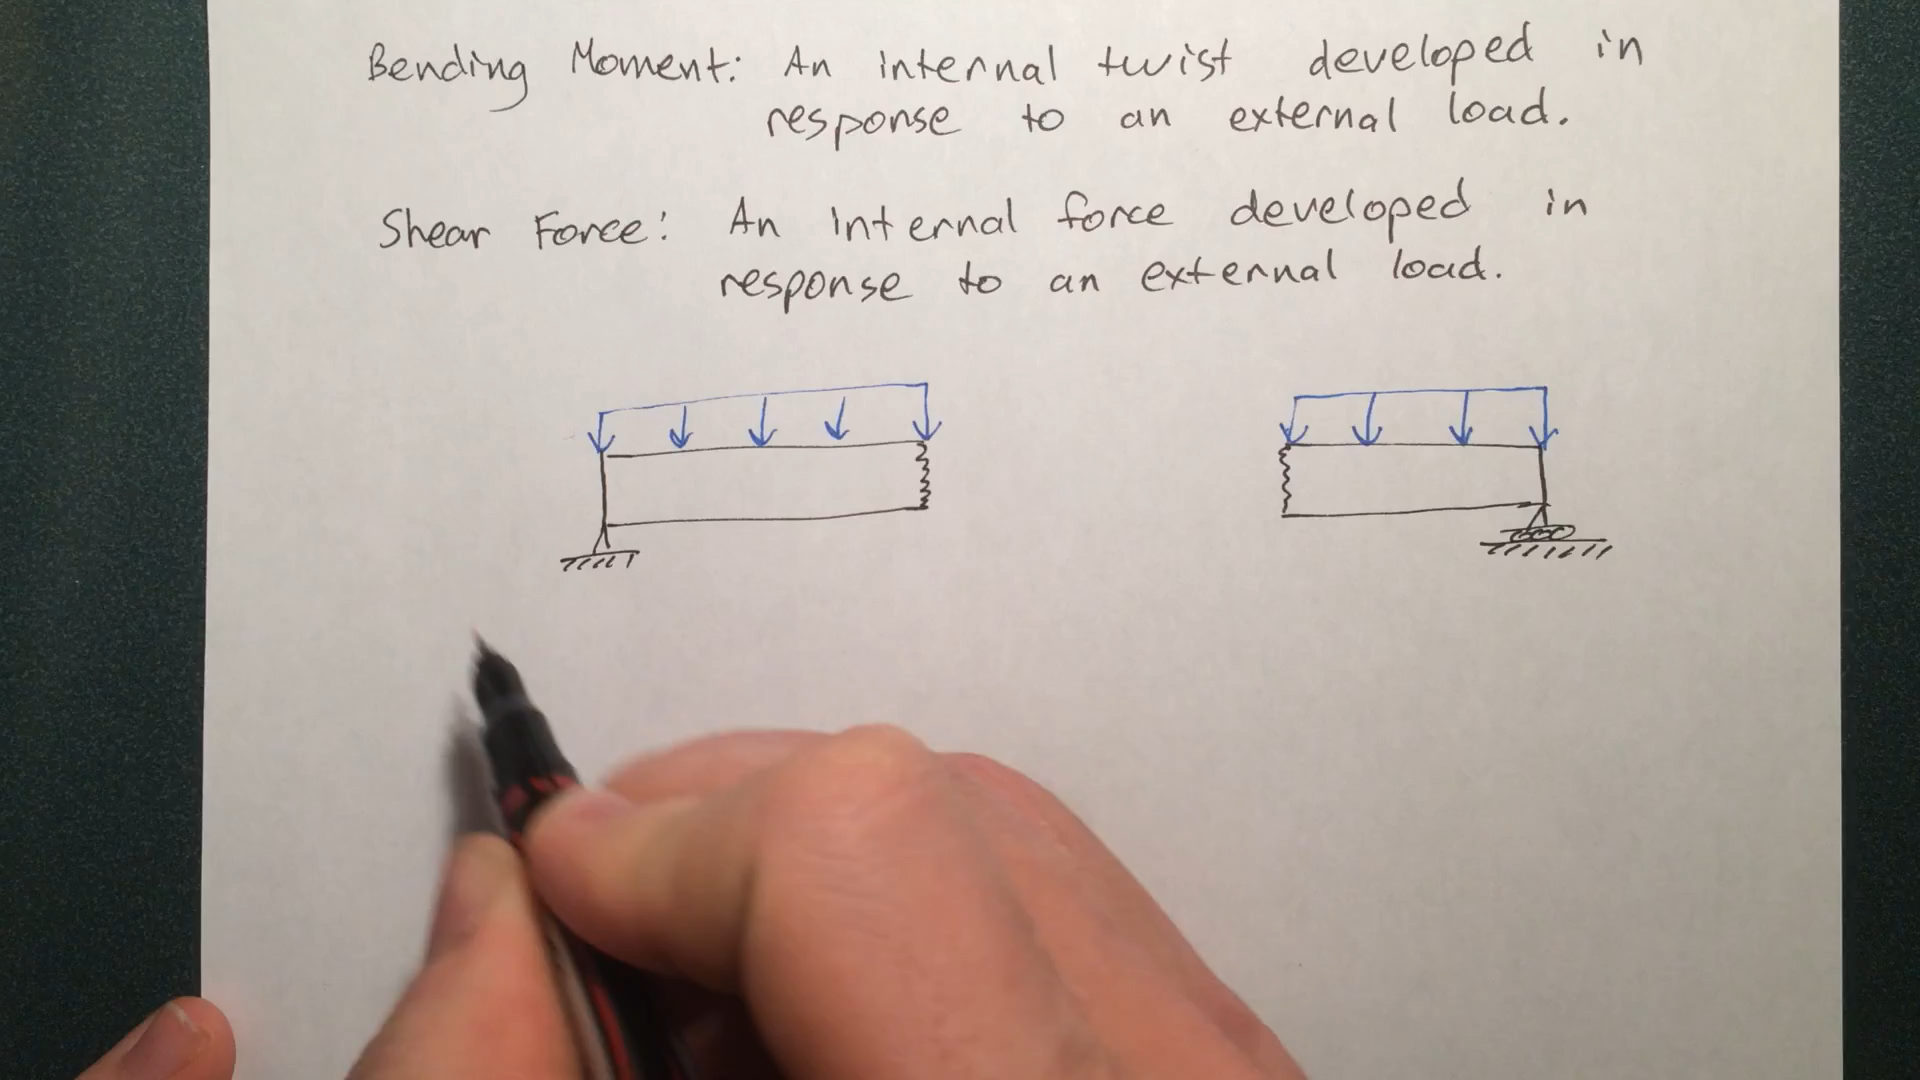 Bending Moment: An internal twist developed in
response to an external load.
Shear Force: An internal force developed in
response to an external load.